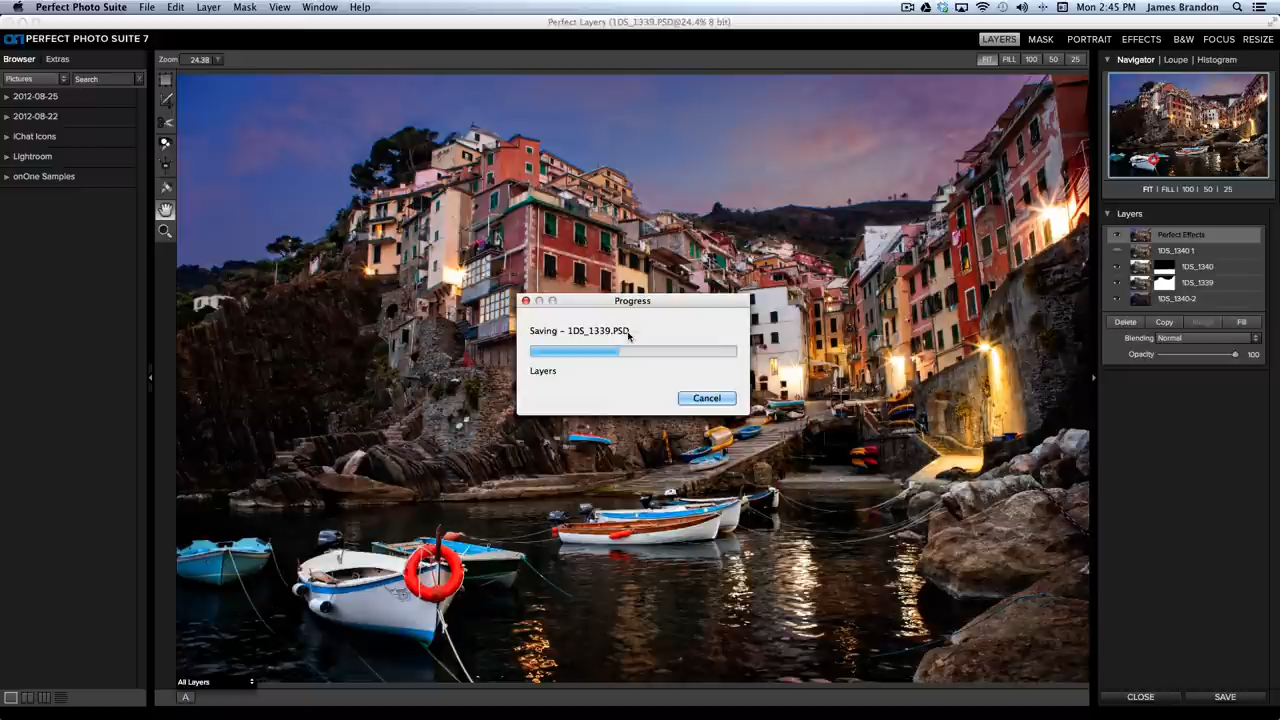 Perfect Photo Suite File Edit Layer Mask View Window Help Mon 2:45 PM James Brandon
Perfect Layers (1DS_1339.PSD@24.4% 8 bit)
on PERFECT PHOTO SUITE 7 LAYERS MASK PORTRAIT EFFECTS B&W FOCUS RESIZE
Browser Extras
Zoom 24.38 FIT FILL 100 50 25
Navigator Loupe Histogram
Pictures Search
2012-08-25
2012-08-22
iChat Icons
Lightroom
onOne Samples
FIT FILL 100 50 25
Layers
Perfect Effects
1DS_1340 1
1DS_1340
1DS_1339
1DS_1340-2
Delete Copy Merge Fill
Blending Normal
Opacity 100
Progress
Saving - 1DS_1339.PSD
Layers
Cancel
All Layers
A
CLOSE SAVE